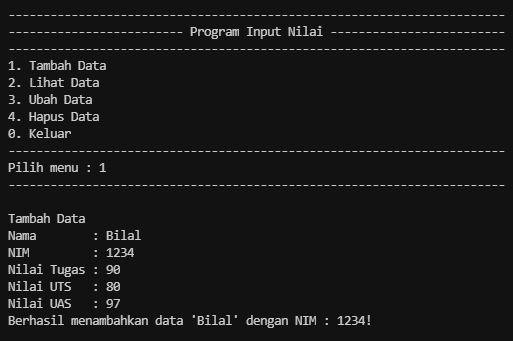 -----------------------------------------------------------------------
------------------------- Program Input Nilai -------------------------
-----------------------------------------------------------------------
1. Tambah Data
2. Lihat Data
3. Ubah Data
4. Hapus Data
0. Keluar
-----------------------------------------------------------------------
Pilih menu : 1
-----------------------------------------------------------------------
Tambah Data
Nama        : Bilal
NIM         : 1234
Nilai Tugas : 90
Nilai UTS   : 80
Nilai UAS   : 97
Berhasil menambahkan data 'Bilal' dengan NIM : 1234!